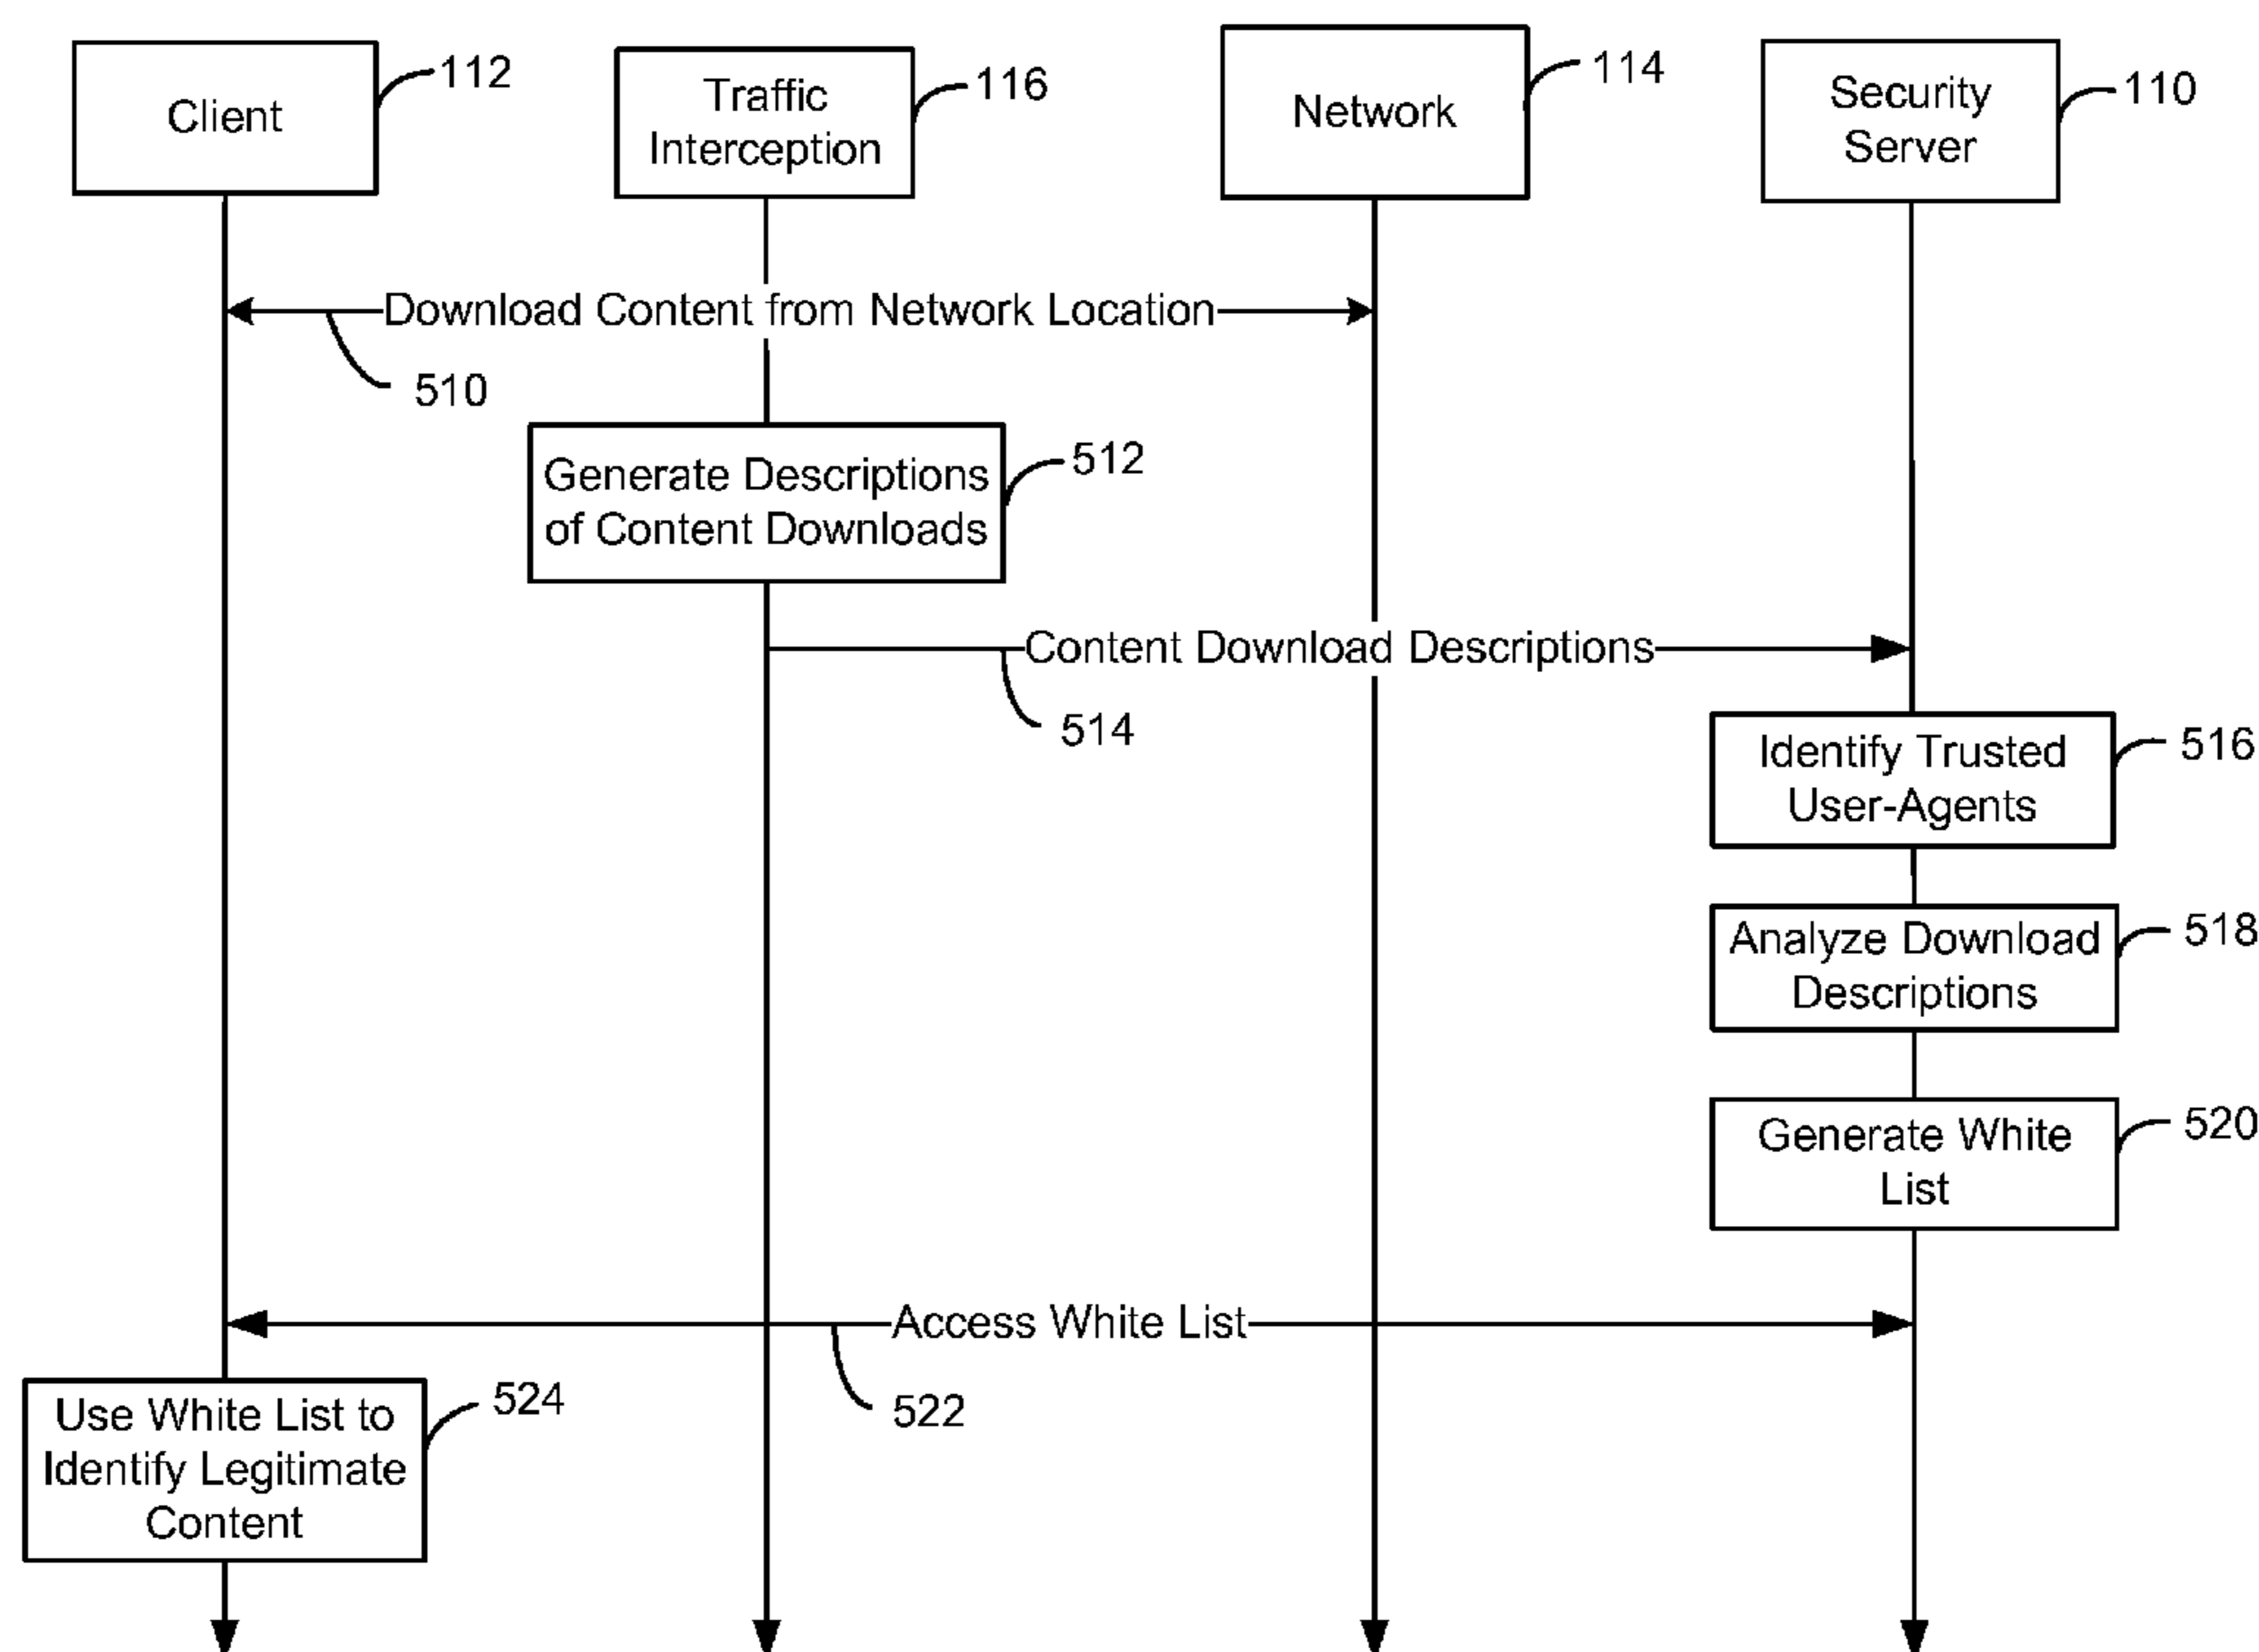 Client
112
Traffic
Interception
116
Network
114
Security
Server
110
Download Content from Network Location
510
Generate Descriptions
of Content Downloads
512
Content Download Descriptions
514
Identify Trusted
User-Agents
516
Analyze Download
Descriptions
518
Generate White
List
520
Access White List
522
Use White List to
Identify Legitimate
Content
524